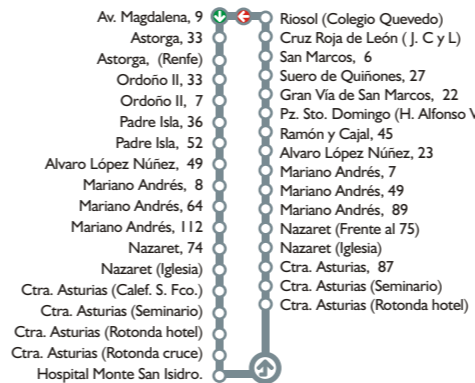 Av. Magdalena, 9
Astorga, 33
Astorga, (Renfe)
Ordoño II, 33
Ordoño II, 7
Padre Isla, 36
Padre Isla, 52
Alvaro López Núñez, 49
Mariano Andrés, 8
Mariano Andrés, 64
Mariano Andrés, 112
Nazaret, 74
Nazaret (Iglesia)
Ctra. Asturias (Calef. S. Fco.)
Ctra. Asturias (Seminario)
Ctra. Asturias (Rotonda hotel)
Ctra. Asturias (Rotonda cruce)
Hospital Monte San Isidro.
Riosol (Colegio Quevedo)
Cruz Roja de León ( J. C y L)
San Marcos, 6
Suero de Quiñones, 27
Gran Vía de San Marcos, 22
Pz. Sto. Domingo (H. Alfonso V
Ramón y Cajal, 45
Alvaro López Núñez, 23
Mariano Andrés, 7
Mariano Andrés, 49
Mariano Andrés, 89
Nazaret (Frente al 75)
Nazaret (Iglesia)
Ctra. Asturias, 87
Ctra. Asturias (Seminario)
Ctra. Asturias (Rotonda hotel)